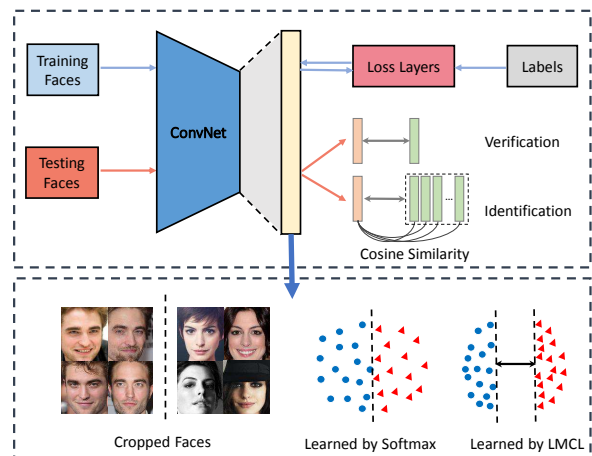 Training
Faces
ConvNet
Loss Layers
Labels
Testing
Faces
Verification
...
Identification
Cosine Similarity
Cropped Faces
Learned by Softmax
Learned by LMCL